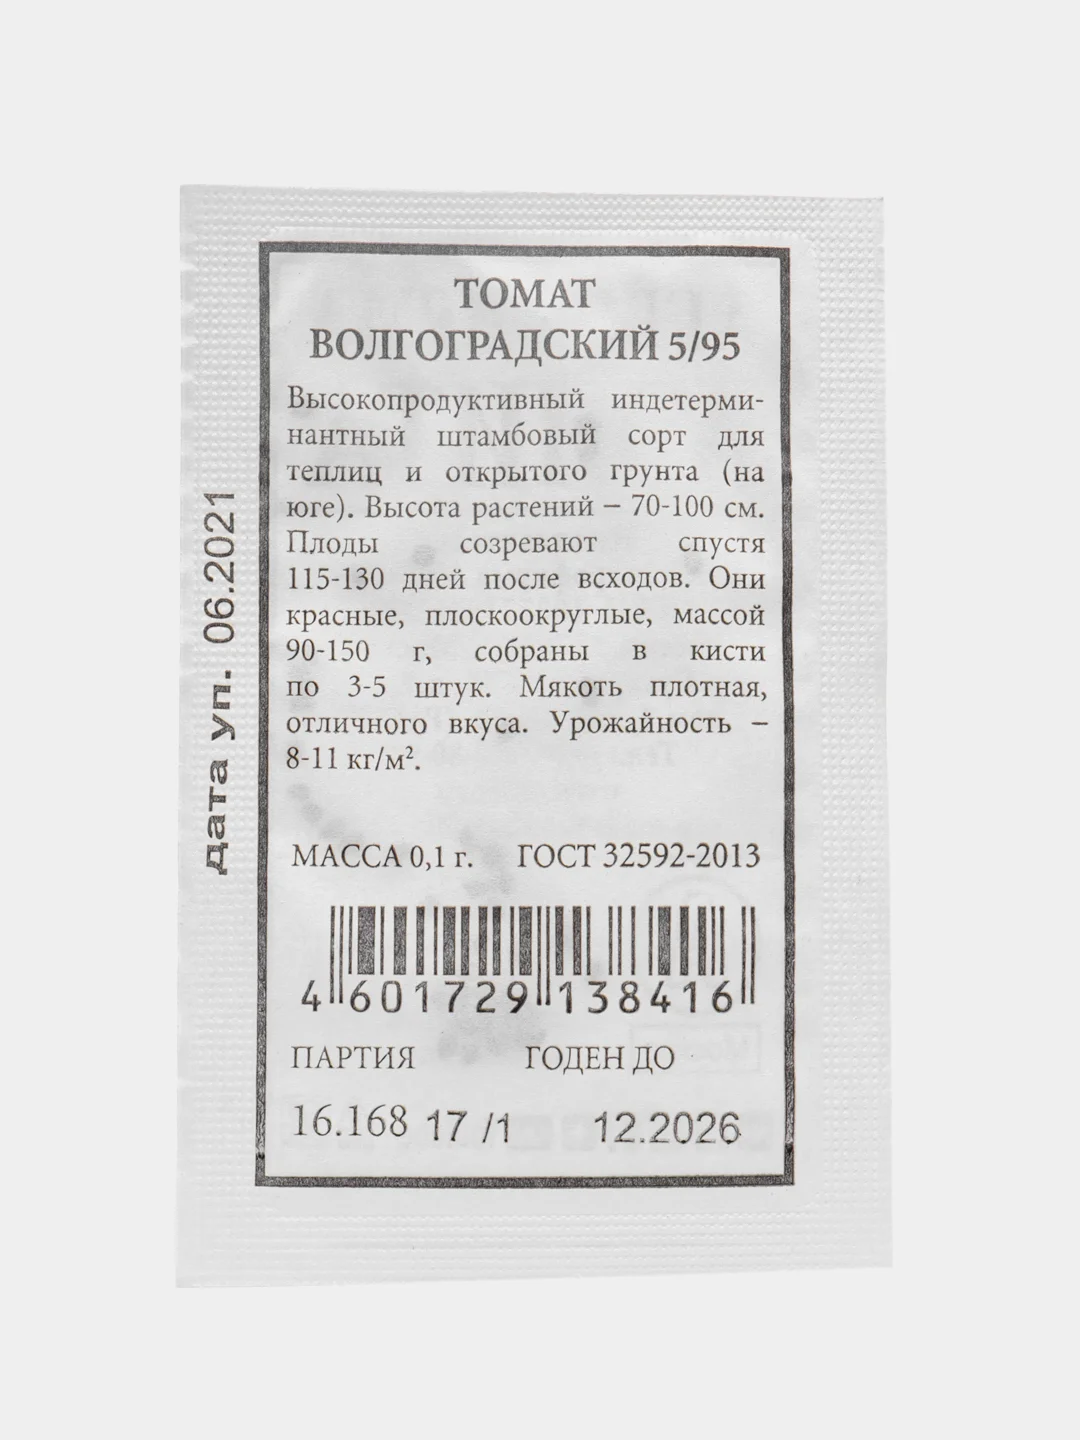 ТОМАТ
ВОЛГОГРАДСКИЙ 5/95
Высокопродуктивный индетерми-
нантный штамбовый сорт для
теплиц и открытого грунта (на
юге). Высота растений – 70-100 см.
Плоды созревают спустя
115-130 дней после всходов. Они
красные, плоскоокруглые, массой
90-150 г, собраны в кисти
по 3-5 штук. Мякоть плотная,
отличного вкуса. Урожайность –
8-11 кг/м².
МАССА 0,1 г. ГОСТ 32592-2013
4 601729 138416
ПАРТИЯ ГОДЕН ДО
16.168 17 /1 12.2026
Дата уп. 06.2021